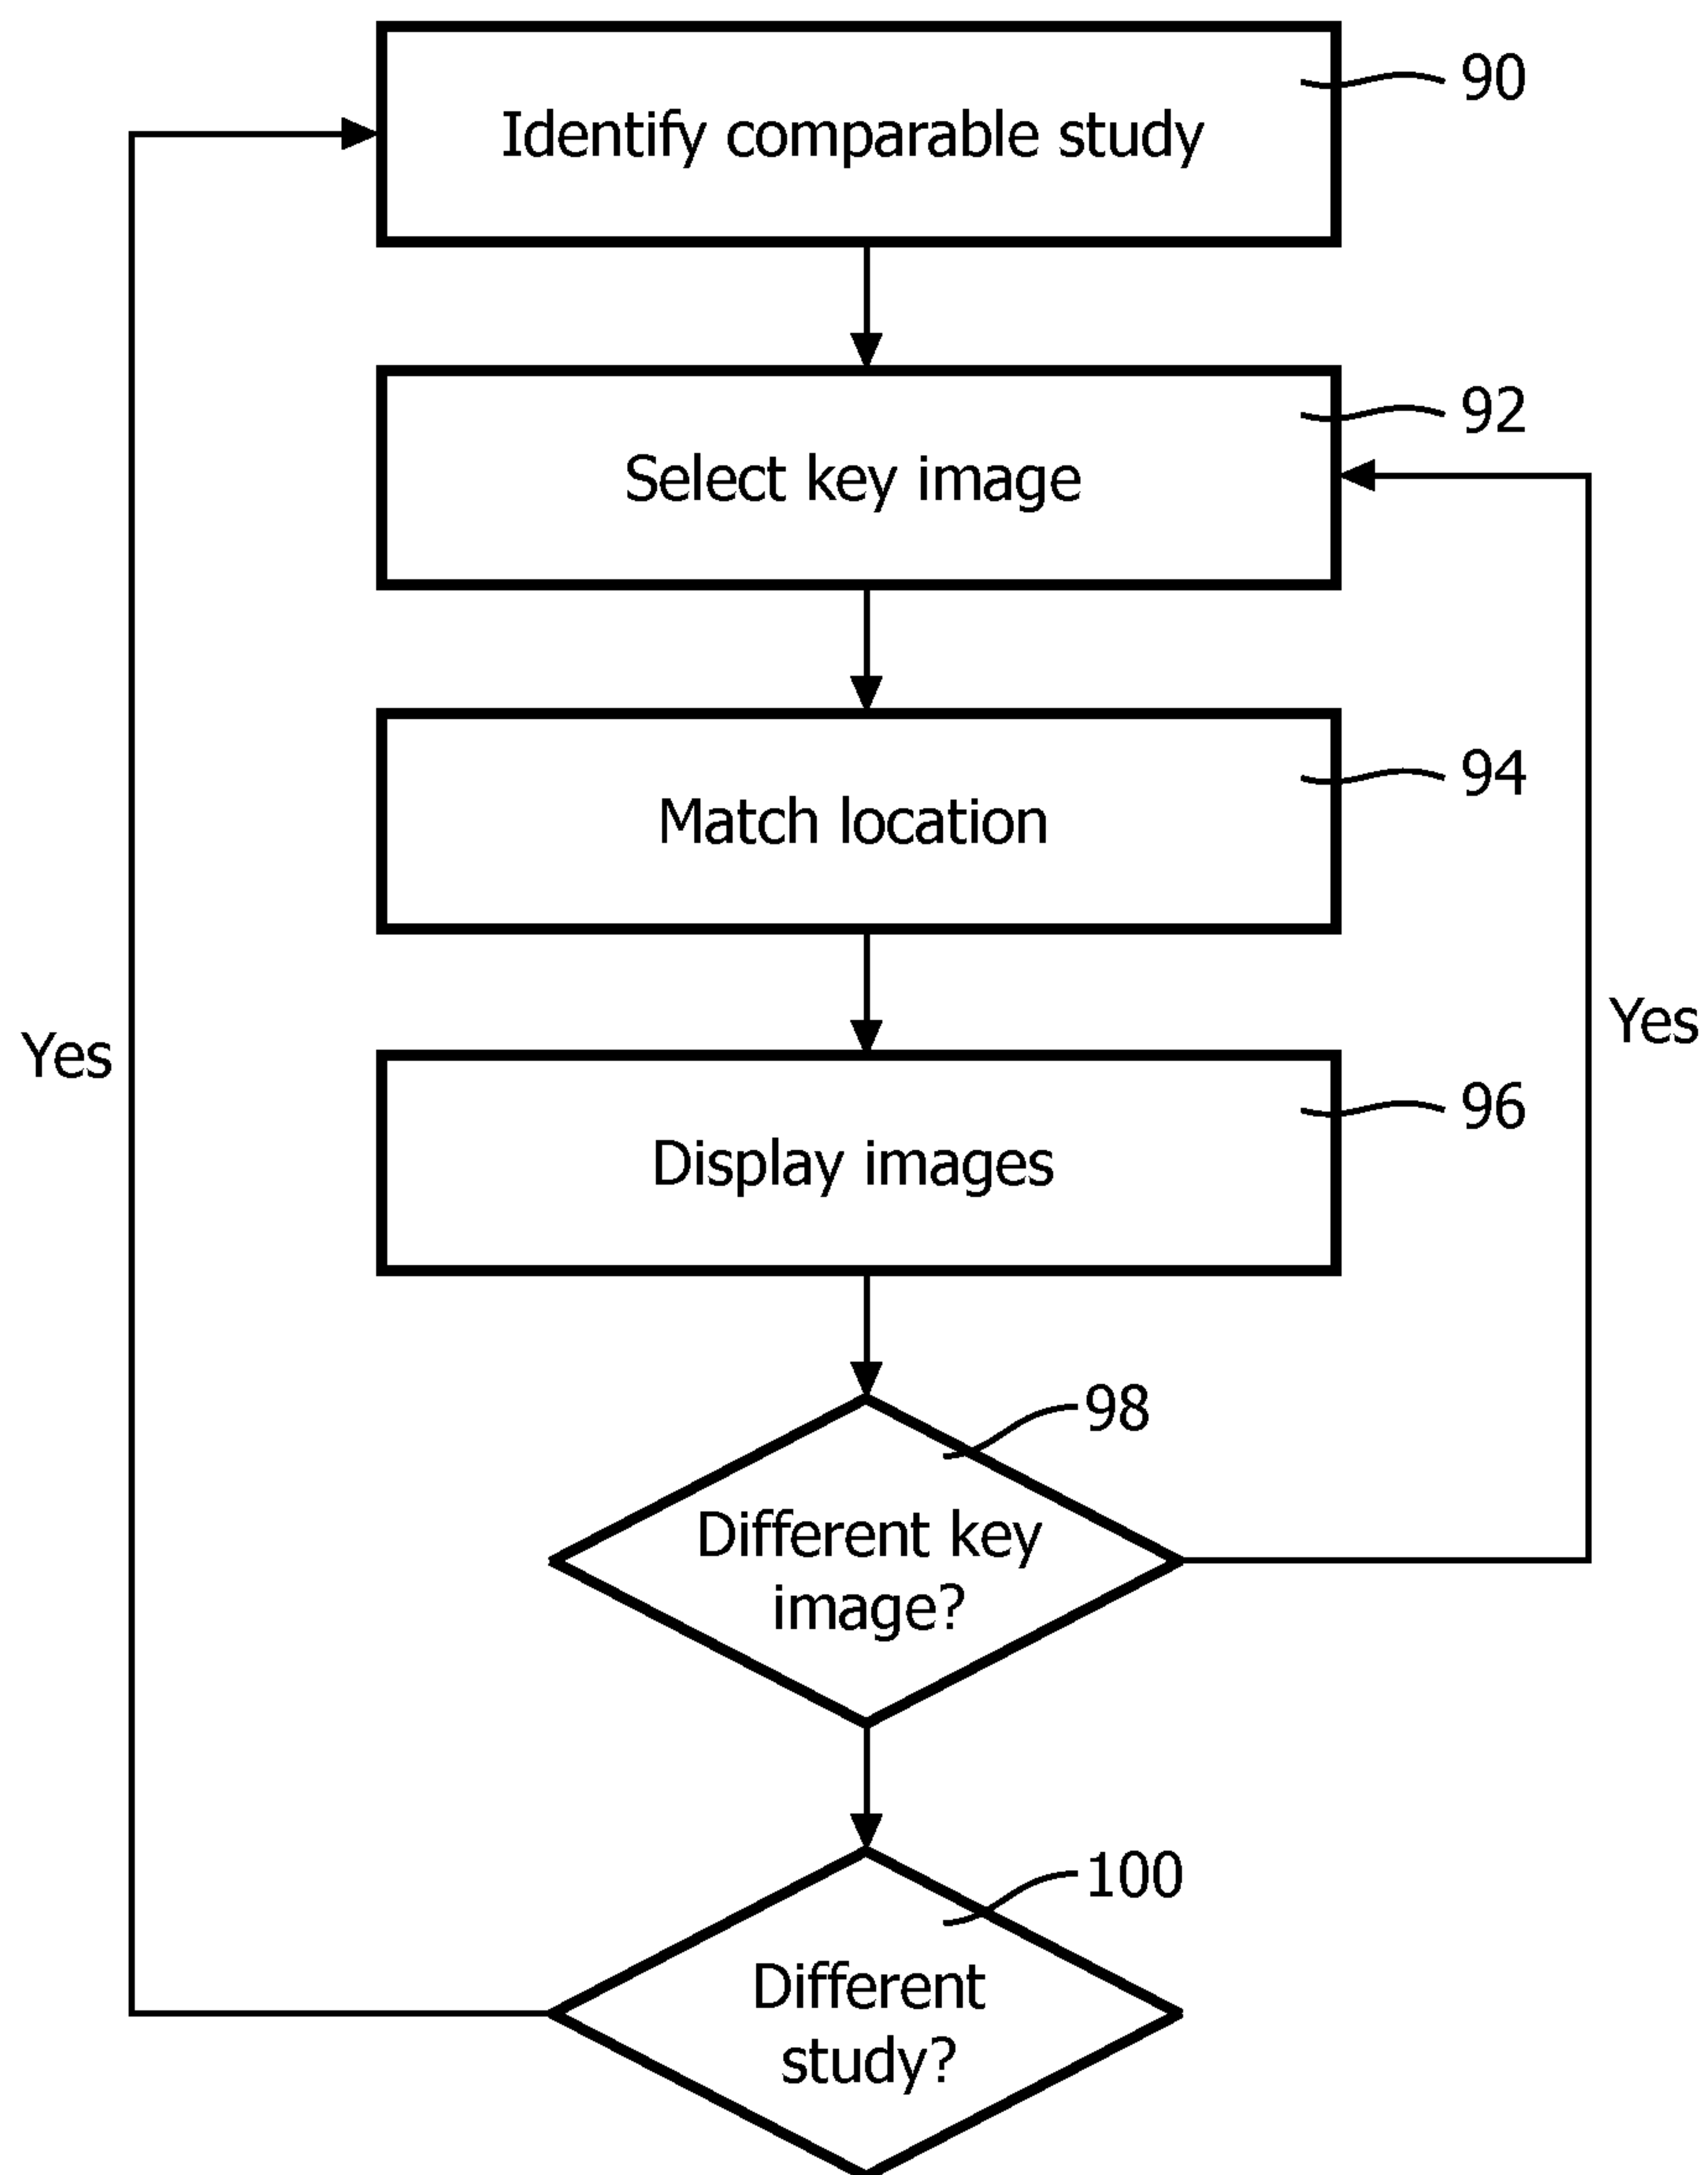 90
Identify comparable study
92
Select key image
94
Match location
Yes
Yes
96
Display images
98
Different key
image?
100
Different
study?